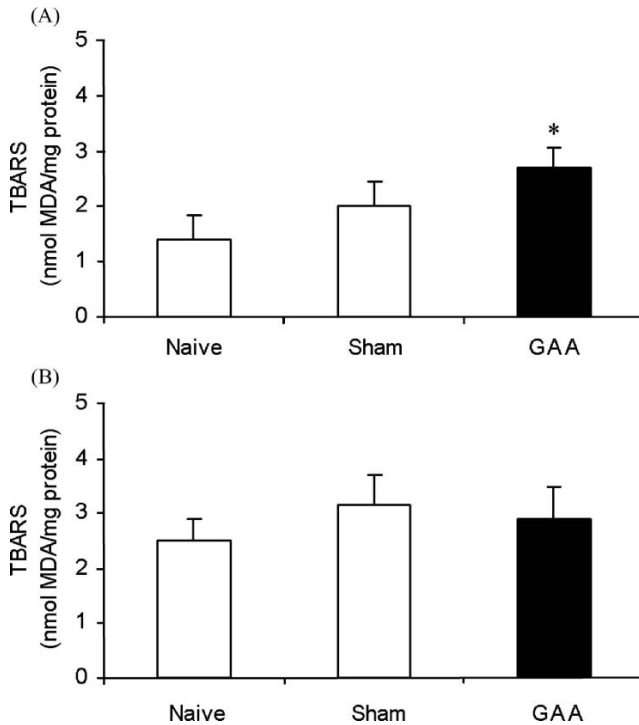 (A)
5
4
3
2
1
0
TBARS
(nmol MDA/mg protein)
*
Naive Sham GAA
(B)
5
4
3
2
1
0
TBARS
(nmol MDA/mg protein)
Naive Sham GAA